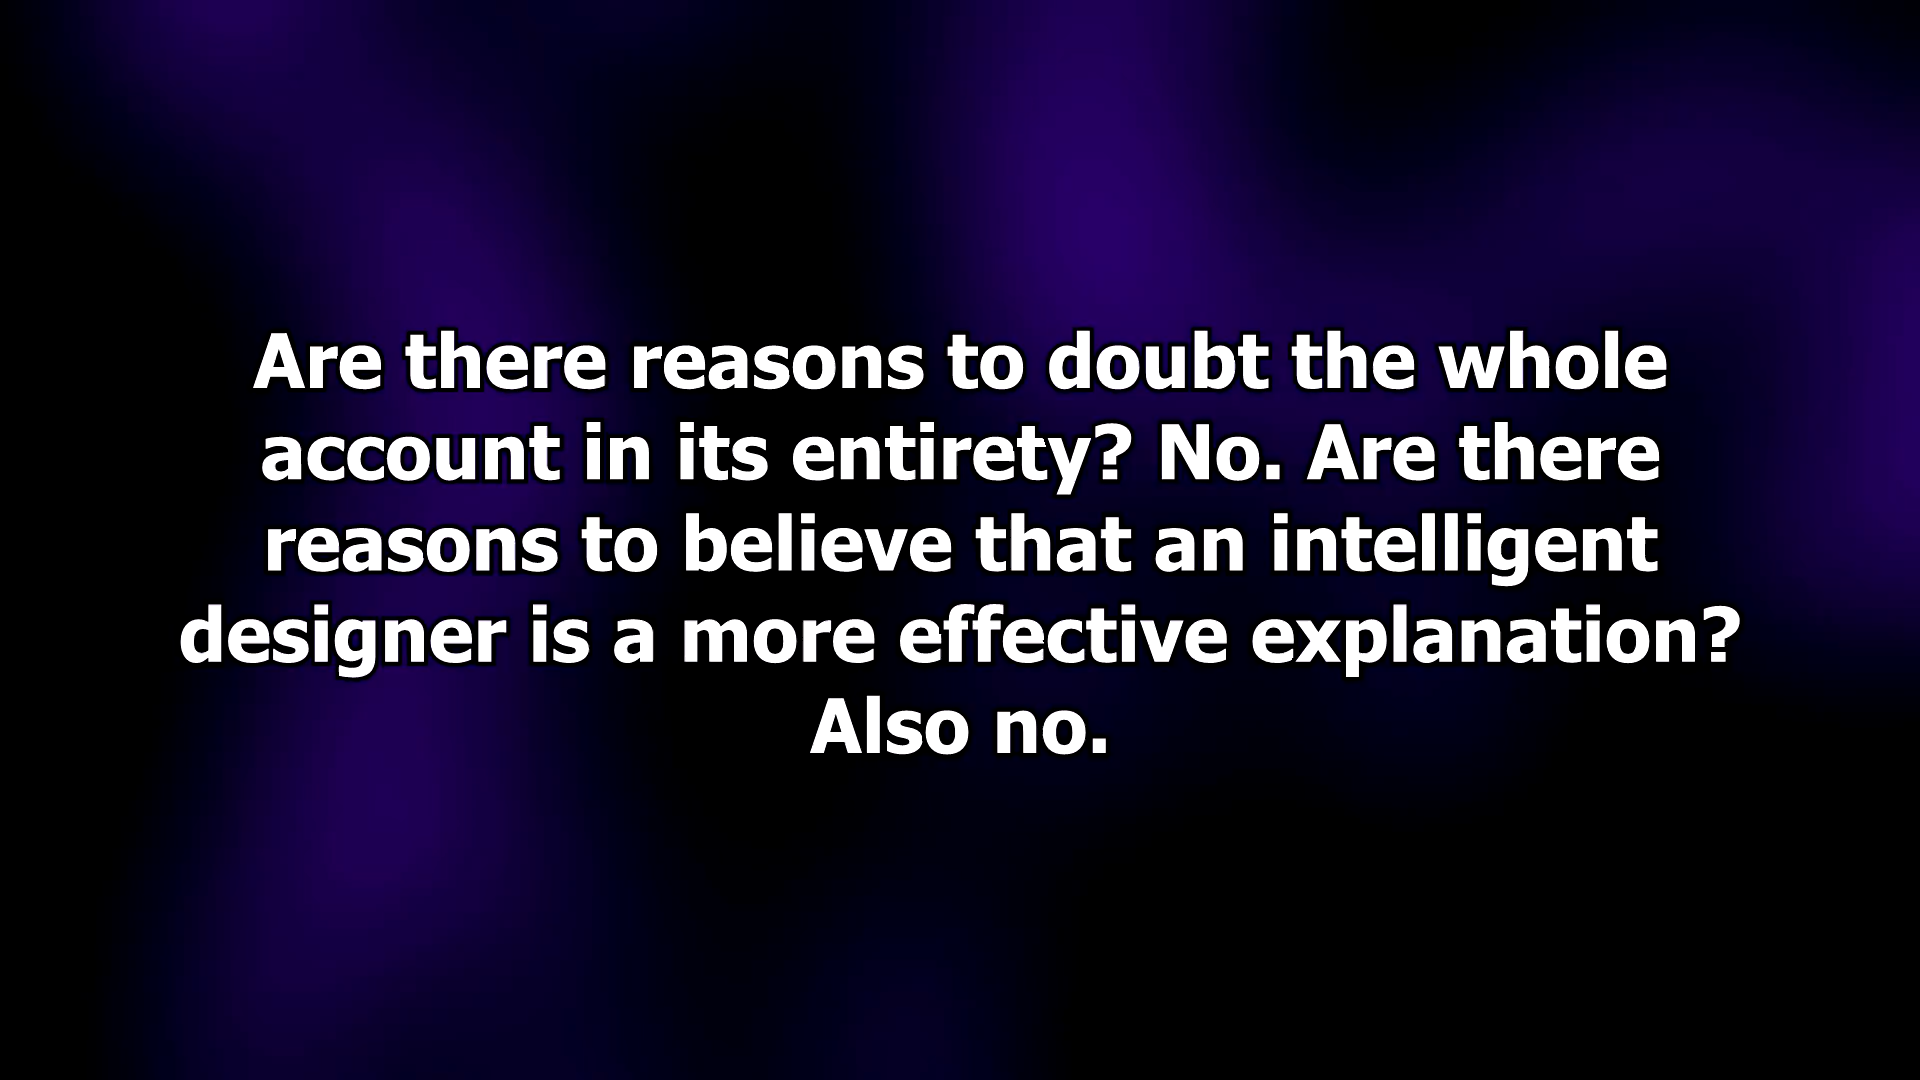 Are there reasons to doubt the whole
account in its entirety? No. Are there
reasons to believe that an intelligent
designer is a more effective explanation?
Also no.